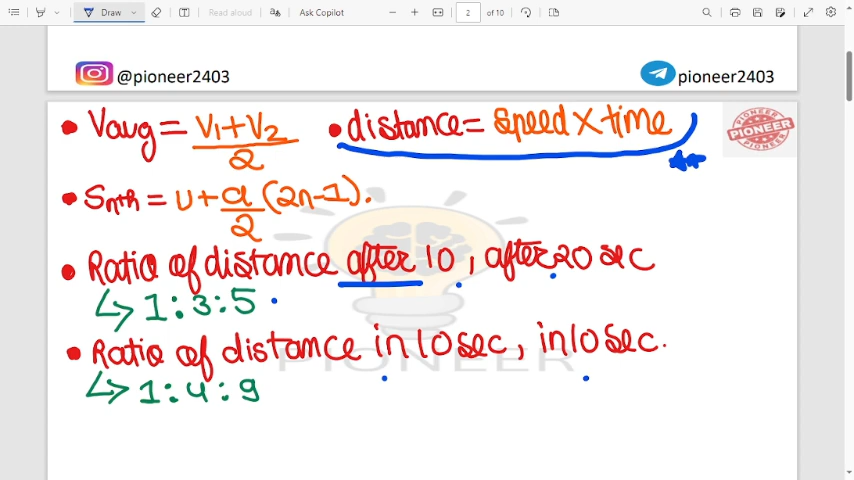 Draw
Read aloud
Ask Copilot
2 of 10
@pioneer2403
pioneer2403
• Vavg = V1+V2/2 • distance = speed X time
PIONEER
• Snth = u + a/2 (2n-1).
• Ratio of distance after 10, after 20 sec
↳ 1:3:5
• Ratio of distance in 10 sec, in 10 sec.
PIONEER
↳ 1:4:9